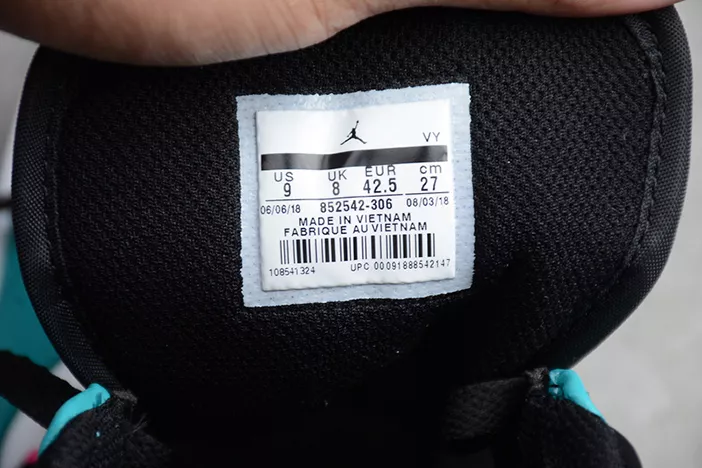 VY
US UK EUR cm
9 8 42.5 27
06/06/18 852542-306 08/03/18
MADE IN VIETNAM
FABRIQUE AU VIETNAM
108541324 UPC 00091888542147